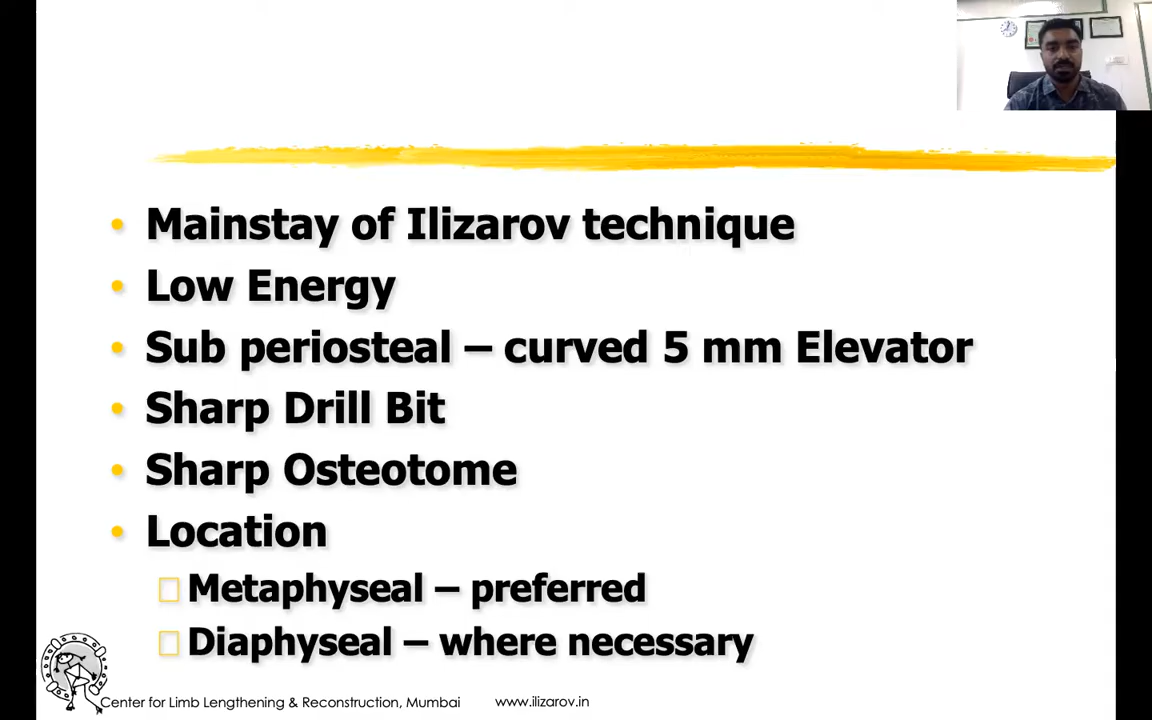 Mainstay of Ilizarov technique
Low Energy
Sub periosteal – curved 5 mm Elevator
Sharp Drill Bit
Sharp Osteotome
Location
Metaphyseal – preferred
Diaphyseal – where necessary
Center for Limb Lengthening & Reconstruction, Mumbai www.ilizarov.in